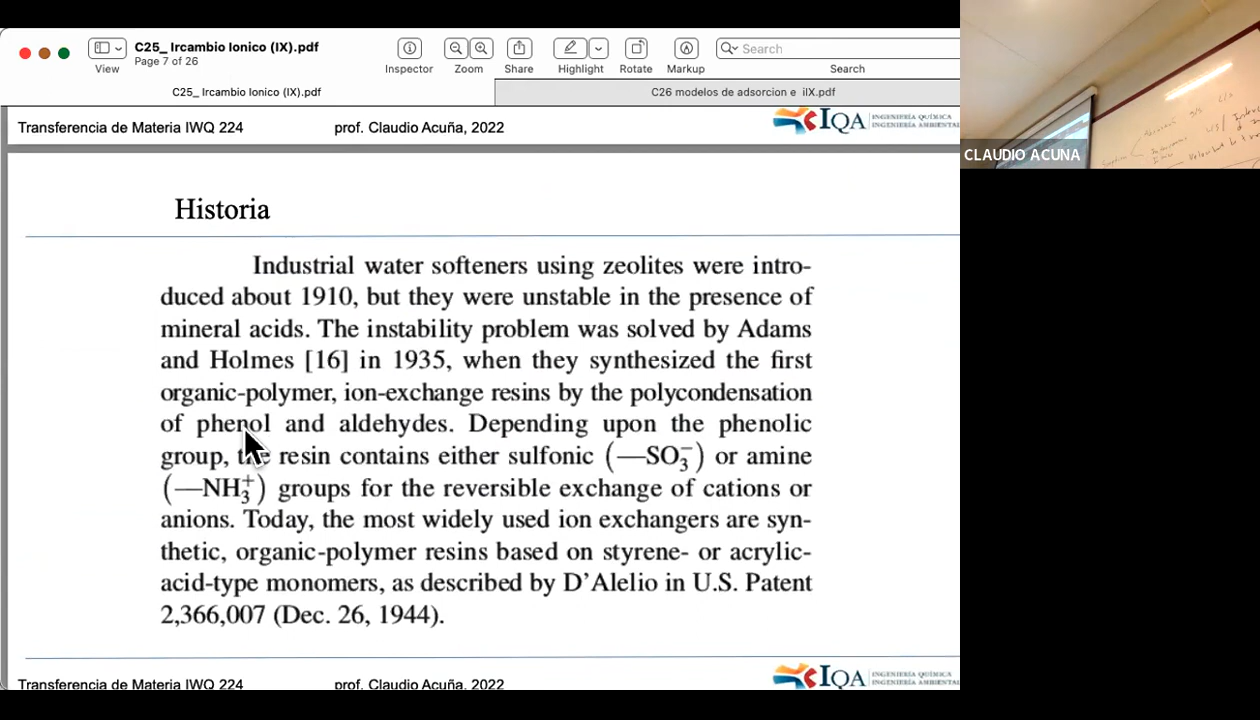 C25_ Ircambio Ionico (IX).pdf
Page 7 of 26
View
Inspector
Zoom
Share
Highlight
Rotate
Markup
Search
Search
C25_ Ircambio Ionico (IX).pdf
C26 modelos de adsorcion e iIX.pdf
Transferencia de Materia IWQ 224
prof. Claudio Acuña, 2022
IQA
INGENIERÍA QUÍMICA
INGENIERÍA AMBIENTAL
CLAUDIO ACUNA
Historia
Industrial water softeners using zeolites were intro-
duced about 1910, but they were unstable in the presence of
mineral acids. The instability problem was solved by Adams
and Holmes [16] in 1935, when they synthesized the first
organic-polymer, ion-exchange resins by the polycondensation
of phenol and aldehydes. Depending upon the phenolic
group, the resin contains either sulfonic (—SO₃⁻) or amine
(—NH₃⁺) groups for the reversible exchange of cations or
anions. Today, the most widely used ion exchangers are syn-
thetic, organic-polymer resins based on styrene- or acrylic-
acid-type monomers, as described by D’Alelio in U.S. Patent
2,366,007 (Dec. 26, 1944).
Transferencia de Materia IWQ 224
prof. Claudio Acuña, 2022
IQA
INGENIERÍA QUÍMICA
INGENIERÍA AMBIENTAL